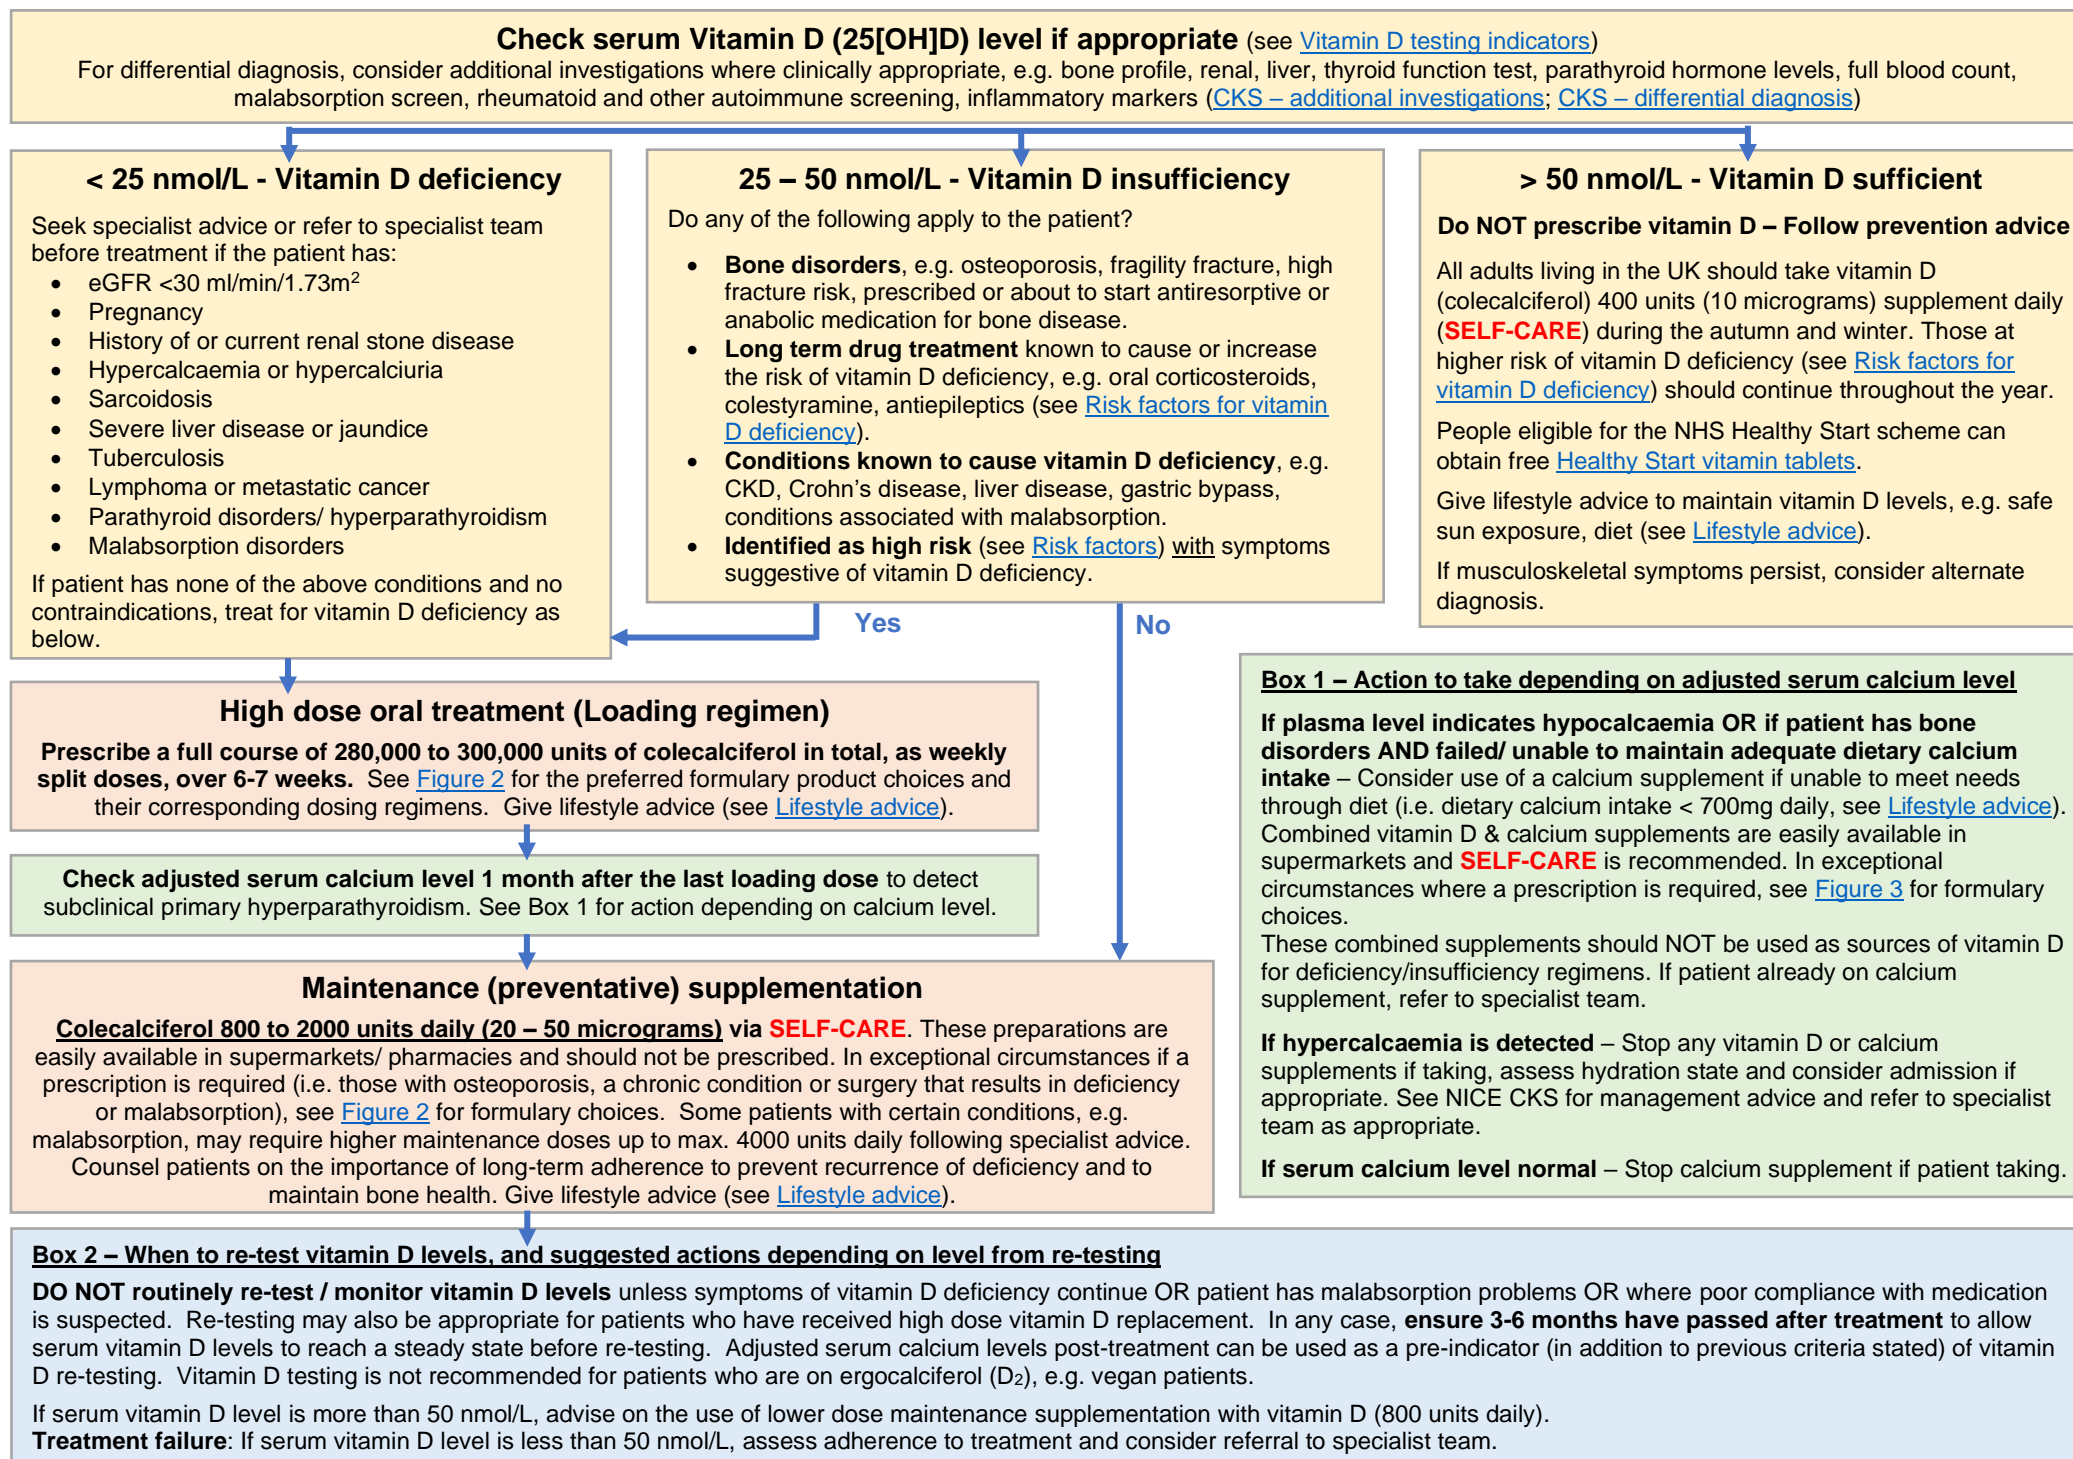 Check serum Vitamin D (25[OH]D) level if appropriate (see Vitamin D testing indicators)
For differential diagnosis, consider additional investigations where clinically appropriate, e.g. bone profile, renal, liver, thyroid function test, parathyroid hormone levels, full blood count,
malabsorption screen, rheumatoid and other autoimmune screening, inflammatory markers (CKS – additional investigations; CKS – differential diagnosis)
< 25 nmol/L - Vitamin D deficiency
Seek specialist advice or refer to specialist team
before treatment if the patient has:
• eGFR <30 ml/min/1.73m²
• Pregnancy
• History of or current renal stone disease
• Hypercalcaemia or hypercalciuria
• Sarcoidosis
• Severe liver disease or jaundice
• Tuberculosis
• Lymphoma or metastatic cancer
• Parathyroid disorders/ hyperparathyroidism
• Malabsorption disorders
If patient has none of the above conditions and no
contraindications, treat for vitamin D deficiency as
below.
25 – 50 nmol/L - Vitamin D insufficiency
Do any of the following apply to the patient?
• Bone disorders, e.g. osteoporosis, fragility fracture, high
fracture risk, prescribed or about to start antiresorptive or
anabolic medication for bone disease.
• Long term drug treatment known to cause or increase
the risk of vitamin D deficiency, e.g. oral corticosteroids,
colestyramine, antiepileptics (see Risk factors for vitamin
D deficiency).
• Conditions known to cause vitamin D deficiency, e.g.
CKD, Crohn's disease, liver disease, gastric bypass,
conditions associated with malabsorption.
• Identified as high risk (see Risk factors) with symptoms
suggestive of vitamin D deficiency.
> 50 nmol/L - Vitamin D sufficient
Do NOT prescribe vitamin D – Follow prevention advice
All adults living in the UK should take vitamin D
(colecalciferol) 400 units (10 micrograms) supplement daily
(SELF-CARE) during the autumn and winter. Those at
higher risk of vitamin D deficiency (see Risk factors for
vitamin D deficiency) should continue throughout the year.
People eligible for the NHS Healthy Start scheme can
obtain free Healthy Start vitamin tablets.
Give lifestyle advice to maintain vitamin D levels, e.g. safe
sun exposure, diet (see Lifestyle advice).
If musculoskeletal symptoms persist, consider alternate
diagnosis.
Yes
No
High dose oral treatment (Loading regimen)
Prescribe a full course of 280,000 to 300,000 units of colecalciferol in total, as weekly
split doses, over 6-7 weeks. See Figure 2 for the preferred formulary product choices and
their corresponding dosing regimens. Give lifestyle advice (see Lifestyle advice).
Check adjusted serum calcium level 1 month after the last loading dose to detect
subclinical primary hyperparathyroidism. See Box 1 for action depending on calcium level.
Maintenance (preventative) supplementation
Colecalciferol 800 to 2000 units daily (20 – 50 micrograms) via SELF-CARE. These preparations are
easily available in supermarkets/ pharmacies and should not be prescribed. In exceptional circumstances if a
prescription is required (i.e. those with osteoporosis, a chronic condition or surgery that results in deficiency
or malabsorption), see Figure 2 for formulary choices. Some patients with certain conditions, e.g.
malabsorption, may require higher maintenance doses up to max. 4000 units daily following specialist advice.
Counsel patients on the importance of long-term adherence to prevent recurrence of deficiency and to
maintain bone health. Give lifestyle advice (see Lifestyle advice).
Box 1 – Action to take depending on adjusted serum calcium level
If plasma level indicates hypocalcaemia OR if patient has bone
disorders AND failed/ unable to maintain adequate dietary calcium
intake – Consider use of a calcium supplement if unable to meet needs
through diet (i.e. dietary calcium intake < 700mg daily, see Lifestyle advice).
Combined vitamin D & calcium supplements are easily available in
supermarkets and SELF-CARE is recommended. In exceptional
circumstances where a prescription is required, see Figure 3 for formulary
choices.
These combined supplements should NOT be used as sources of vitamin D
for deficiency/insufficiency regimens. If patient already on calcium
supplement, refer to specialist team.
If hypercalcaemia is detected – Stop any vitamin D or calcium
supplements if taking, assess hydration state and consider admission if
appropriate. See NICE CKS for management advice and refer to specialist
team as appropriate.
If serum calcium level normal – Stop calcium supplement if patient taking.
Box 2 – When to re-test vitamin D levels, and suggested actions depending on level from re-testing
DO NOT routinely re-test / monitor vitamin D levels unless symptoms of vitamin D deficiency continue OR patient has malabsorption problems OR where poor compliance with medication
is suspected. Re-testing may also be appropriate for patients who have received high dose vitamin D replacement. In any case, ensure 3-6 months have passed after treatment to allow
serum vitamin D levels to reach a steady state before re-testing. Adjusted serum calcium levels post-treatment can be used as a pre-indicator (in addition to previous criteria stated) of vitamin
D re-testing. Vitamin D testing is not recommended for patients who are on ergocalciferol (D₂), e.g. vegan patients.
If serum vitamin D level is more than 50 nmol/L, advise on the use of lower dose maintenance supplementation with vitamin D (800 units daily).
Treatment failure: If serum vitamin D level is less than 50 nmol/L, assess adherence to treatment and consider referral to specialist team.